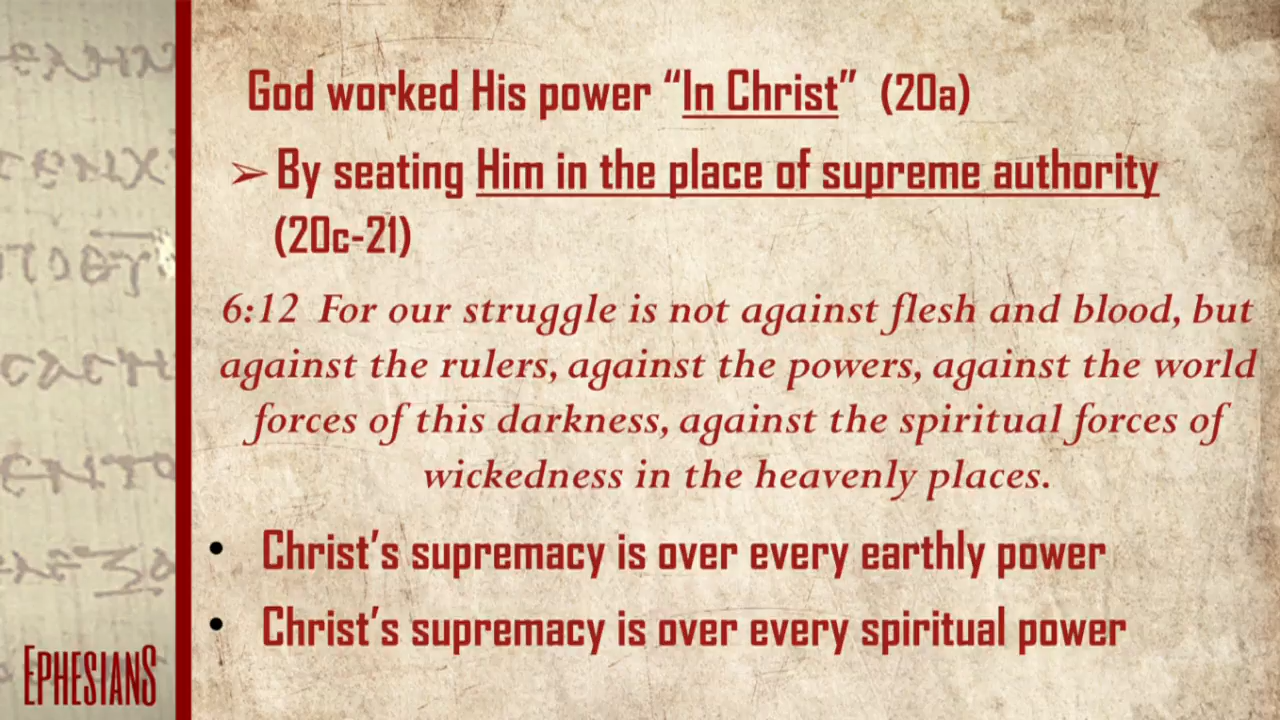 God worked His power “In Christ” (20a)
➢ By seating Him in the place of supreme authority
(20c-21)
6:12 For our struggle is not against flesh and blood, but
against the rulers, against the powers, against the world
forces of this darkness, against the spiritual forces of
wickedness in the heavenly places.
• Christ’s supremacy is over every earthly power
• Christ’s supremacy is over every spiritual power
EPHESIANS